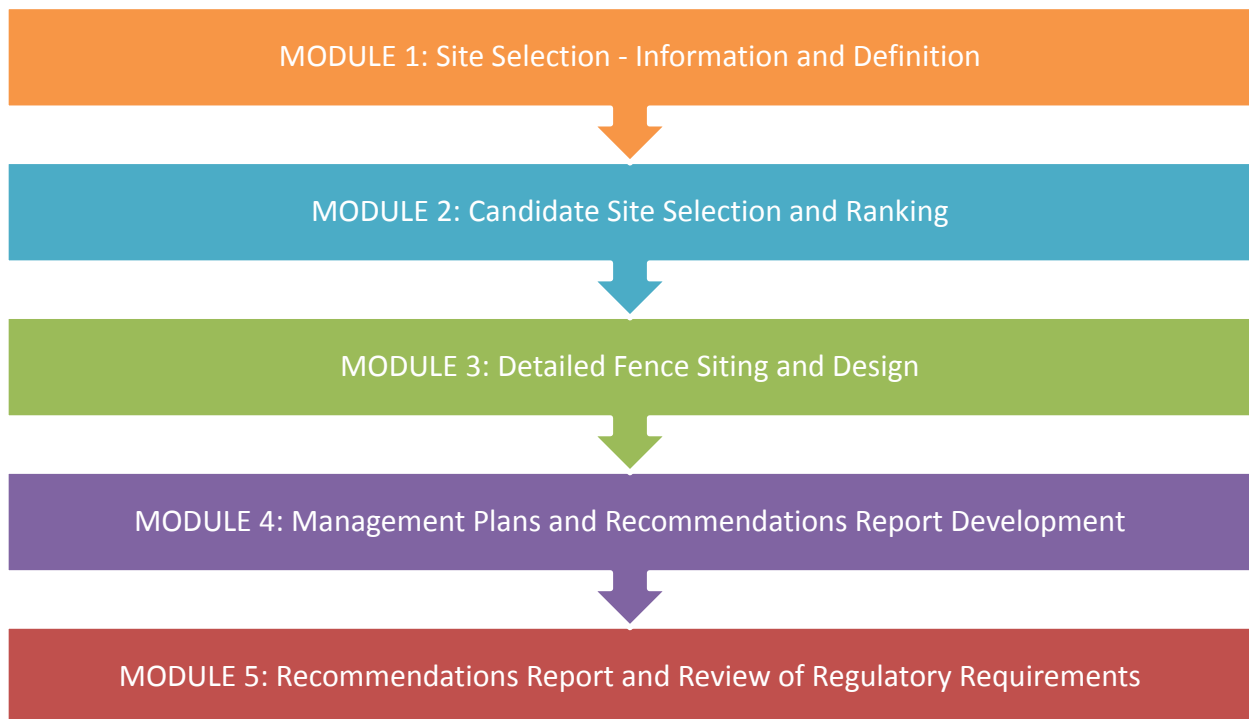 MODULE 1: Site Selection - Information and Definition
MODULE 2: Candidate Site Selection and Ranking
MODULE 3: Detailed Fence Siting and Design
MODULE 4: Management Plans and Recommendations Report Development
MODULE 5: Recommendations Report and Review of Regulatory Requirements